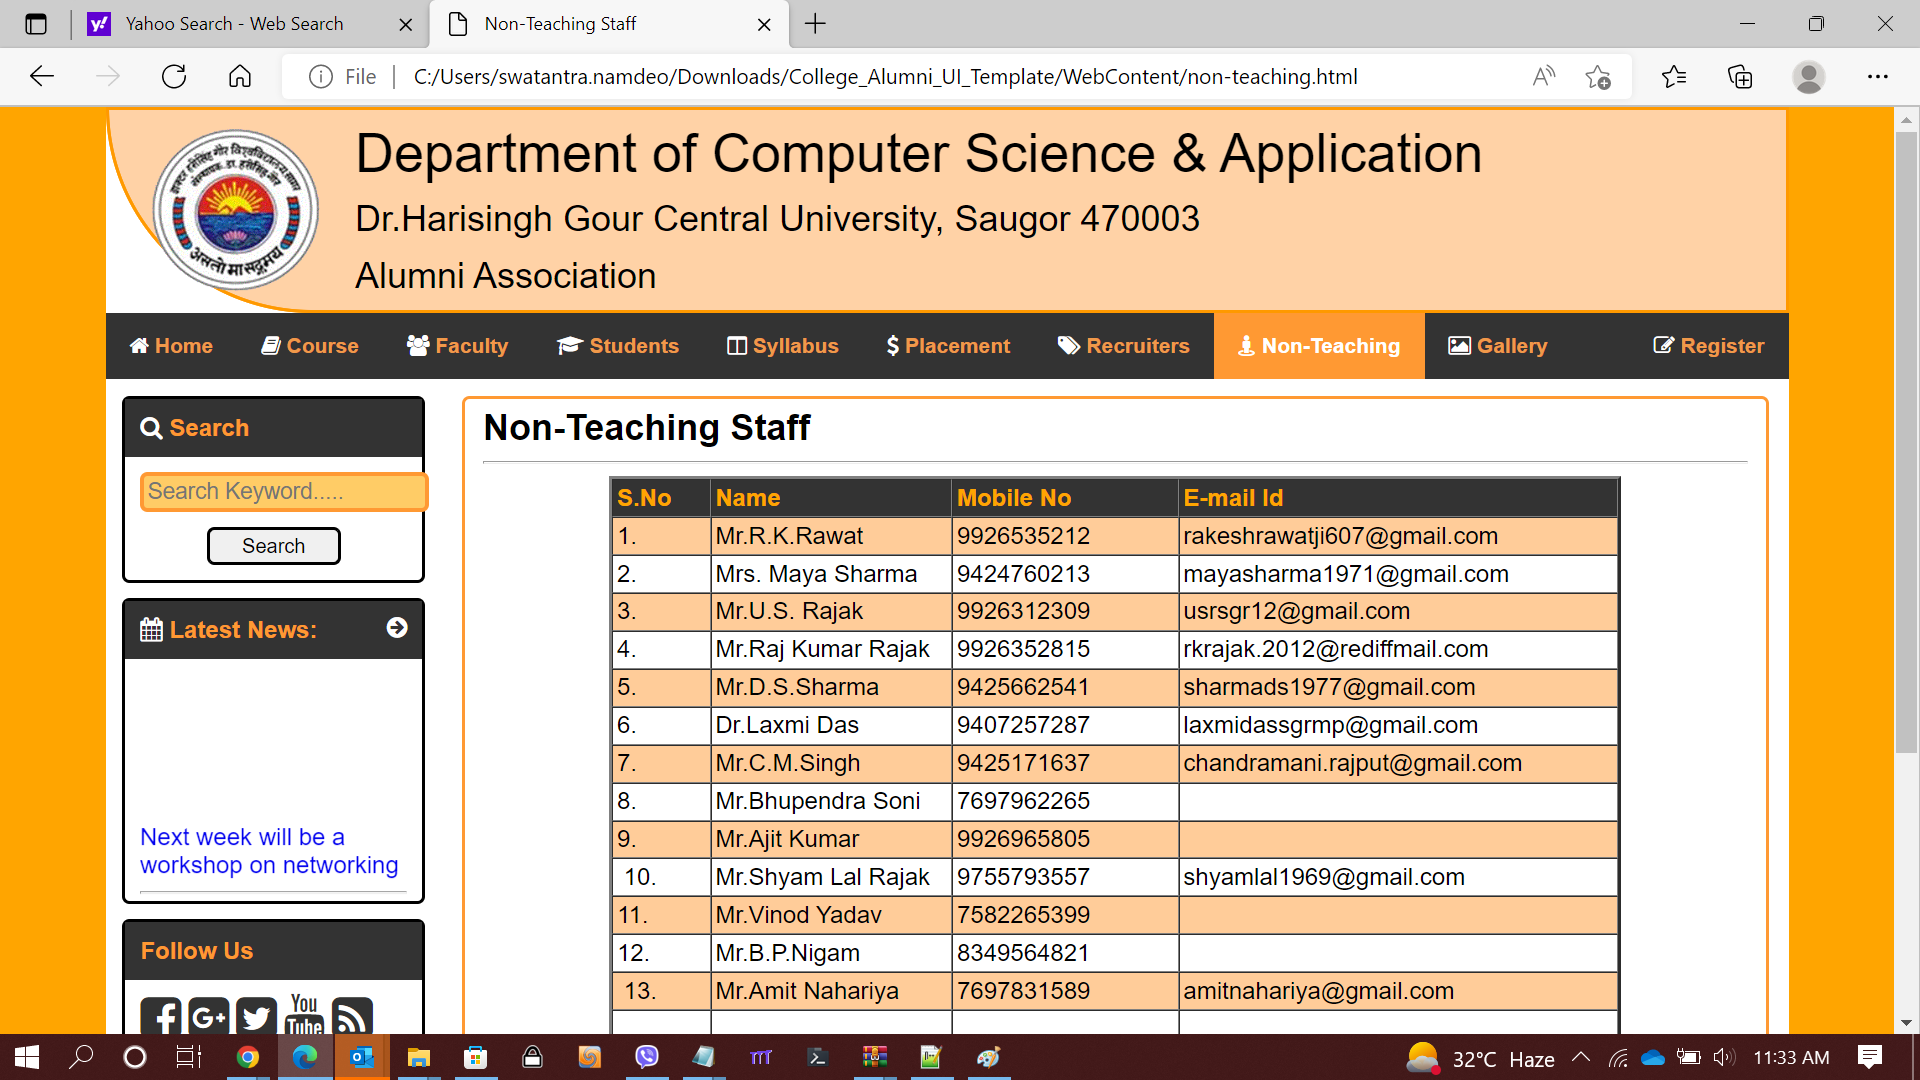 Yahoo Search - Web Search
Non-Teaching Staff
File
C:/Users/swatantra.namdeo/Downloads/College_Alumni_UI_Template/WebContent/non-teaching.html
Department of Computer Science & Application
Dr.Harisingh Gour Central University, Saugor 470003
Alumni Association
असतो मा सद्गमय
Home Course Faculty Students Syllabus Placement Recruiters Non-Teaching Gallery Register
Search
Search Keyword.....
Search
Latest News:
Next week will be a
workshop on networking
Follow Us
You
Tube
Non-Teaching Staff
S.No Name Mobile No E-mail Id
1. Mr.R.K.Rawat 9926535212 rakeshrawatji607@gmail.com
2. Mrs. Maya Sharma 9424760213 mayasharma1971@gmail.com
3. Mr.U.S. Rajak 9926312309 usrsgr12@gmail.com
4. Mr.Raj Kumar Rajak 9926352815 rkrajak.2012@rediffmail.com
5. Mr.D.S.Sharma 9425662541 sharmads1977@gmail.com
6. Dr.Laxmi Das 9407257287 laxmidassgrmp@gmail.com
7. Mr.C.M.Singh 9425171637 chandramani.rajput@gmail.com
8. Mr.Bhupendra Soni 7697962265
9. Mr.Ajit Kumar 9926965805
10. Mr.Shyam Lal Rajak 9755793557 shyamlal1969@gmail.com
11. Mr.Vinod Yadav 7582265399
12. Mr.B.P.Nigam 8349564821
13. Mr.Amit Nahariya 7697831589 amitnahariya@gmail.com
32°C Haze
11:33 AM